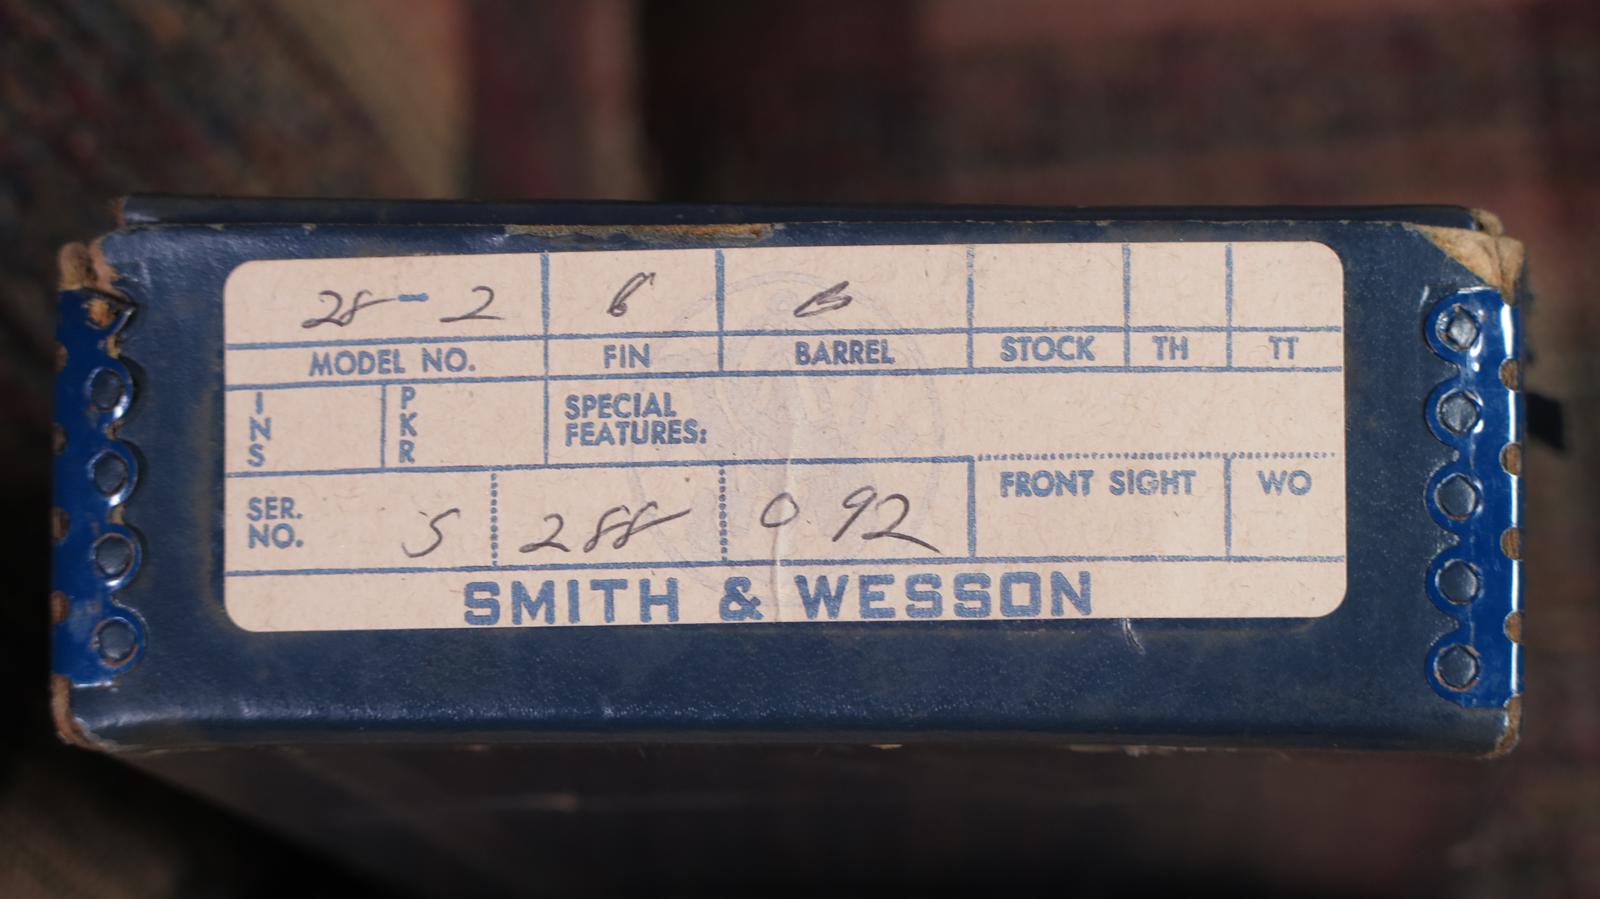 28-2 6 B
MODEL NO. FIN BARREL STOCK TH TT
INS PKR SPECIAL
FEATURES:
SER.
NO. S 288 092 FRONT SIGHT WO
SMITH & WESSON